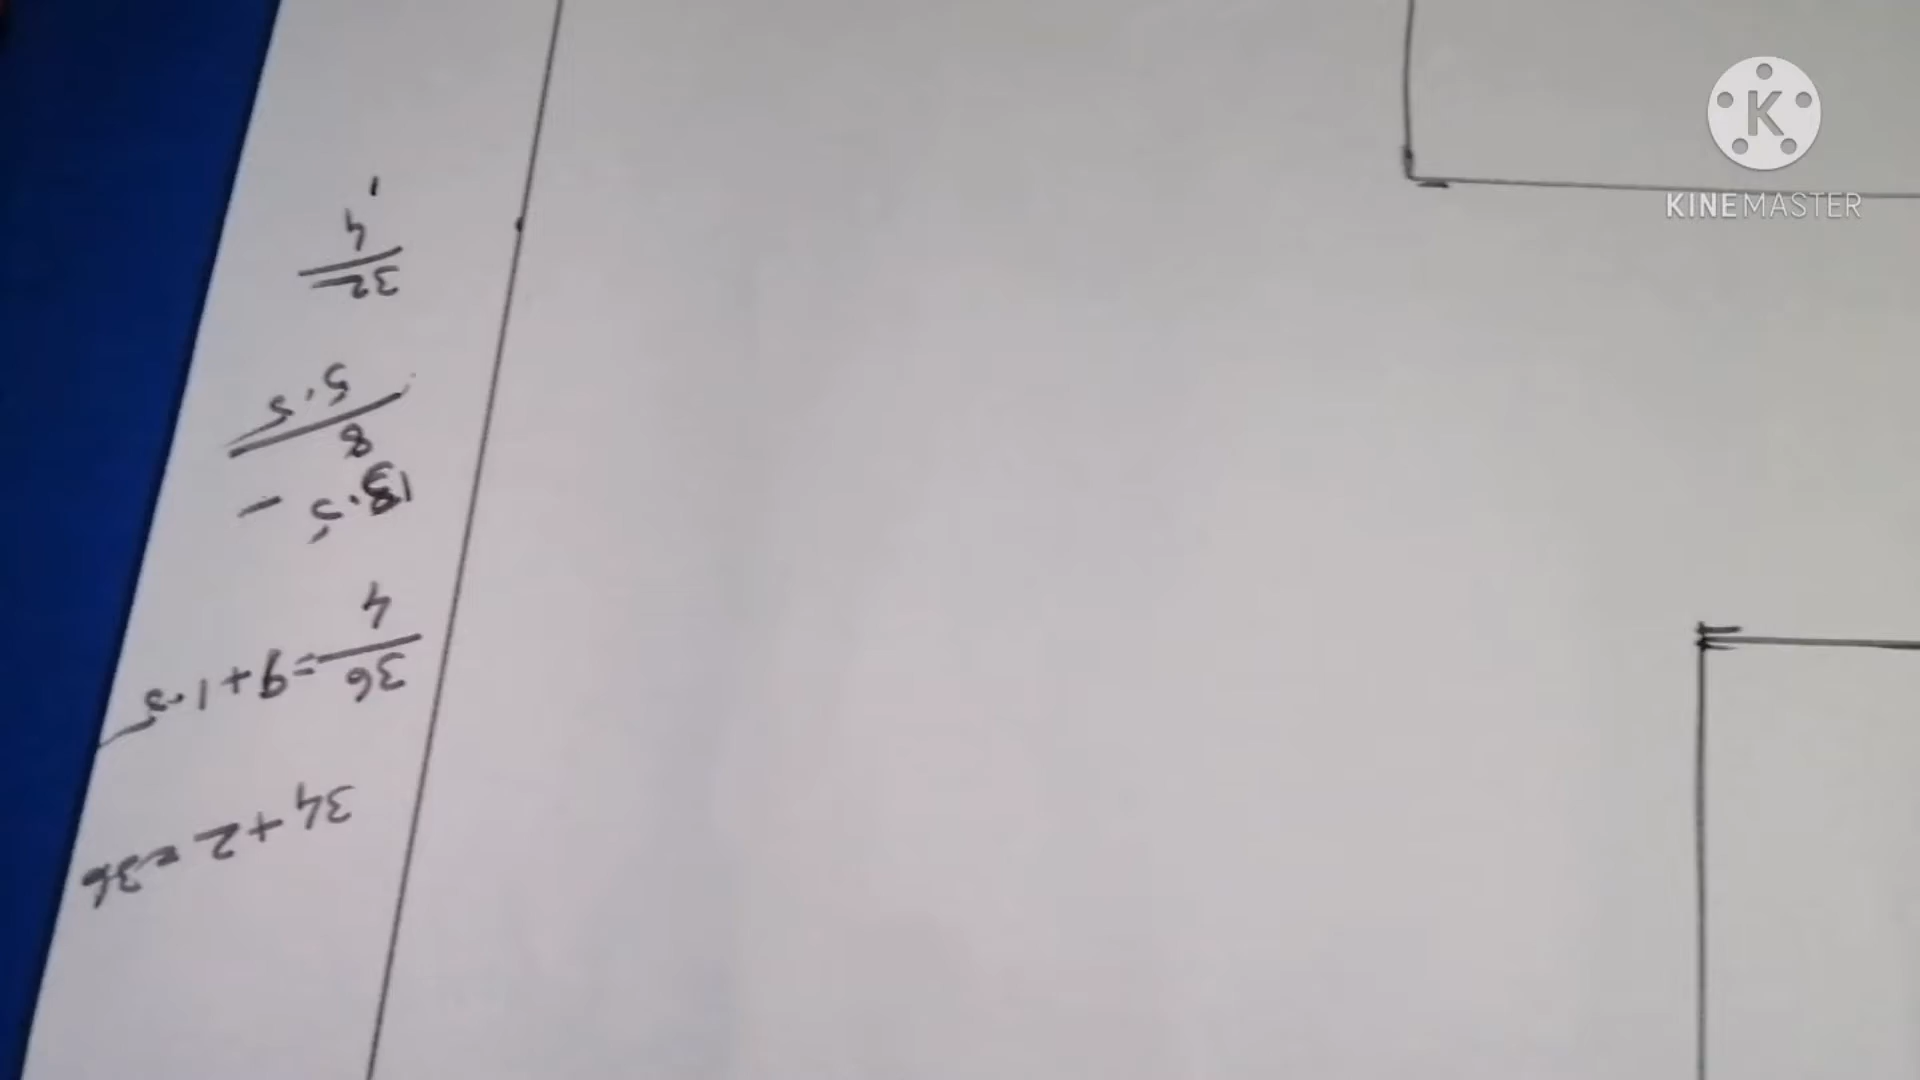 34 + 2 = 36
36/4 = 9 + 1.5
13.5 -
8
5.5
32
4
K
KINEMASTER